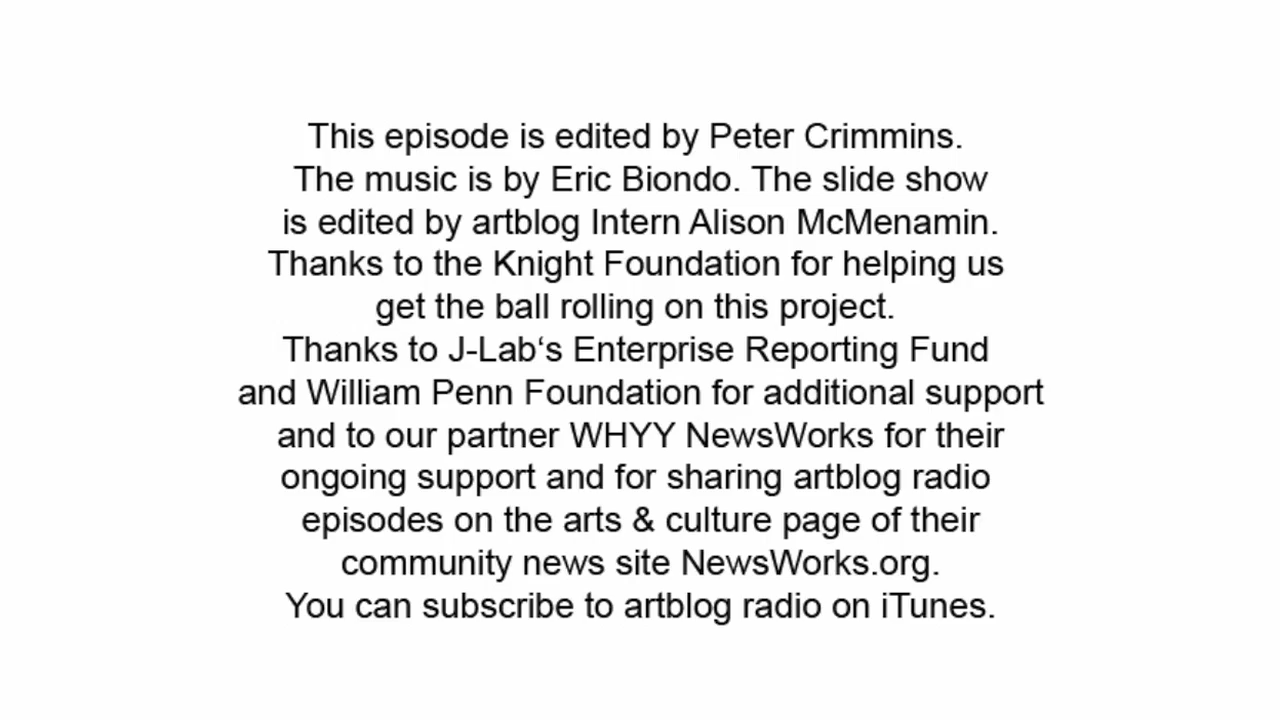 This episode is edited by Peter Crimmins.
The music is by Eric Biondo. The slide show
is edited by artblog Intern Alison McMenamin.
Thanks to the Knight Foundation for helping us
get the ball rolling on this project.
Thanks to J-Lab‘s Enterprise Reporting Fund
and William Penn Foundation for additional support
and to our partner WHYY NewsWorks for their
ongoing support and for sharing artblog radio
episodes on the arts & culture page of their
community news site NewsWorks.org.
You can subscribe to artblog radio on iTunes.